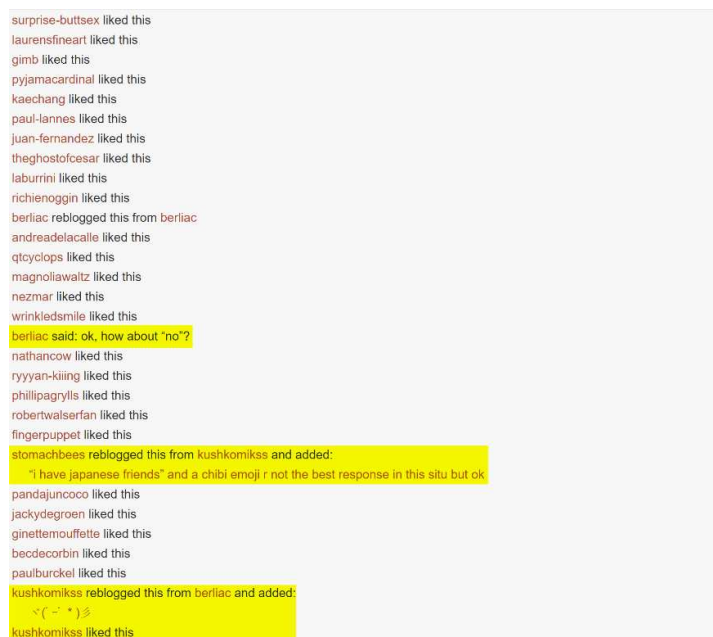 surprise-buttsex liked this
laurensfineart liked this
gimb liked this
pyjamacardinal liked this
kaechang liked this
paul-lannes liked this
juan-fernandez liked this
theghostofcesar liked this
laburrini liked this
richienoggin liked this
berliac reblogged this from berliac
andreadelacalle liked this
qtcyclops liked this
magnoliawaltz liked this
nezmar liked this
wrinkledsmile liked this
berliac said: ok, how about “no”?
nathancow liked this
ryyyan-kiiing liked this
phillipagrylls liked this
robertwalserfan liked this
fingerpuppet liked this
stomachbees reblogged this from kushkomikss and added:
“i have japanese friends” and a chibi emoji r not the best response in this situ but ok
pandajuncoco liked this
jackydegroen liked this
ginettemouffette liked this
becdecorbin liked this
paulburckel liked this
kushkomikss reblogged this from berliac and added:
ヾ(´ｰ｀ *)彡
kushkomikss liked this